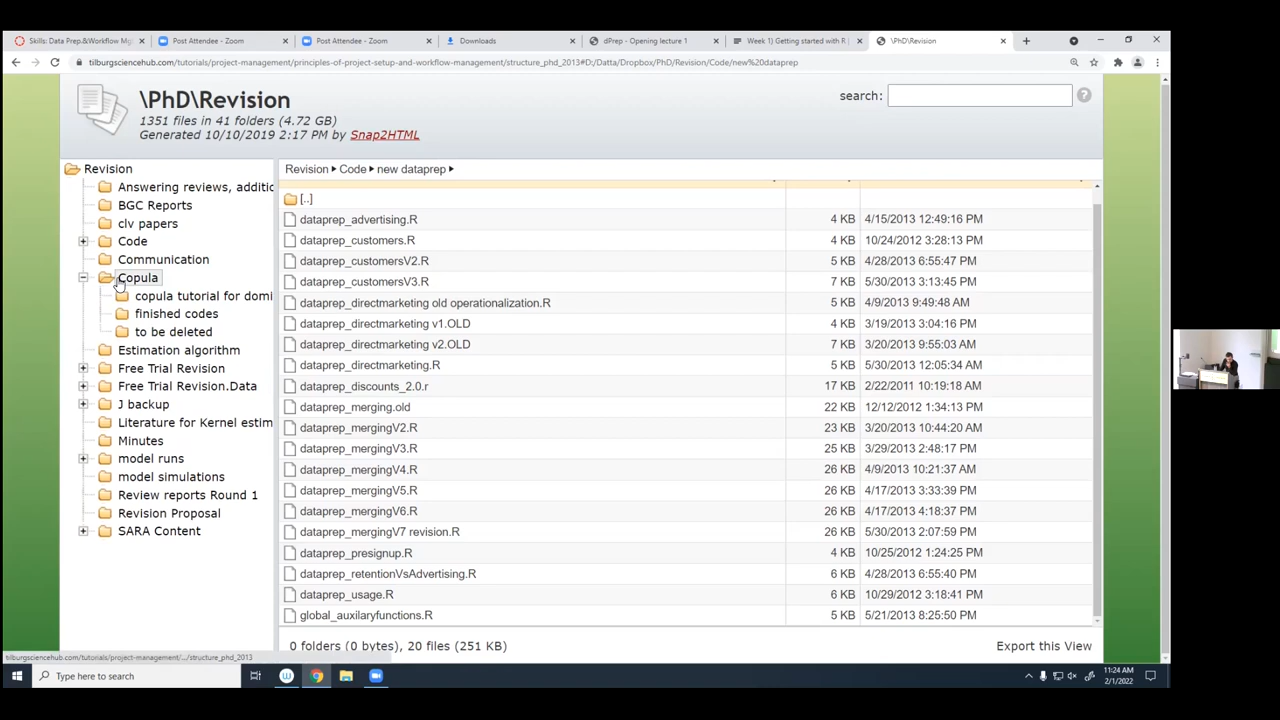 Skills: Data Prep.&Workflow Mgt
Post Attendee - Zoom
Post Attendee - Zoom
Downloads
dPrep - Opening lecture 1
Week 1) Getting started with R
\PhD\Revision
tilburgsciencehub.com/tutorials/project-management/principles-of-project-setup-and-workflow-management/structure_phd_2013#D:/Datta/Dropbox/PhD/Revision/Code/new%20dataprep
\PhD\Revision
search:
?
1351 files in 41 folders (4.72 GB)
Generated 10/10/2019 2:17 PM by Snap2HTML
Revision
Answering reviews, additic
BGC Reports
clv papers
Code
Communication
Copula
copula tutorial for domi
finished codes
to be deleted
Estimation algorithm
Free Trial Revision
Free Trial Revision.Data
J backup
Literature for Kernel estim
Minutes
model runs
model simulations
Review reports Round 1
Revision Proposal
SARA Content
Revision Code new dataprep
[..]
dataprep_advertising.R 4 KB 4/15/2013 12:49:16 PM
dataprep_customers.R 4 KB 10/24/2012 3:28:13 PM
dataprep_customersV2.R 6 KB 4/28/2013 6:55:47 PM
dataprep_customersV3.R 7 KB 5/30/2013 3:13:45 PM
dataprep_directmarketing old operationalization.R 5 KB 4/9/2013 9:49:48 AM
dataprep_directmarketing v1.OLD 4 KB 3/19/2013 3:04:16 PM
dataprep_directmarketing v2.OLD 7 KB 3/20/2013 9:55:03 AM
dataprep_directmarketing.R 5 KB 5/30/2013 12:05:34 AM
dataprep_discounts_2.0.r 17 KB 2/22/2011 10:19:18 AM
dataprep_merging.old 22 KB 12/12/2012 1:34:13 PM
dataprep_mergingV2.R 23 KB 3/20/2013 10:44:20 AM
dataprep_mergingV3.R 25 KB 3/29/2013 2:48:17 PM
dataprep_mergingV4.R 26 KB 4/9/2013 10:21:37 AM
dataprep_mergingV5.R 26 KB 4/17/2013 3:33:39 PM
dataprep_mergingV6.R 26 KB 4/17/2013 4:18:37 PM
dataprep_mergingV7 revision.R 26 KB 5/30/2013 2:07:59 PM
dataprep_presignup.R 4 KB 10/25/2012 1:24:25 PM
dataprep_retentionVsAdvertising.R 6 KB 4/28/2013 6:55:40 PM
dataprep_usage.R 6 KB 10/29/2012 3:18:41 PM
global_auxilaryfunctions.R 5 KB 5/21/2013 8:25:50 PM
0 folders (0 bytes), 20 files (251 KB)
Export this View
tilburgsciencehub.com/tutorials/project-management/.../structure_phd_2013
Type here to search
11:24 AM
2/1/2022